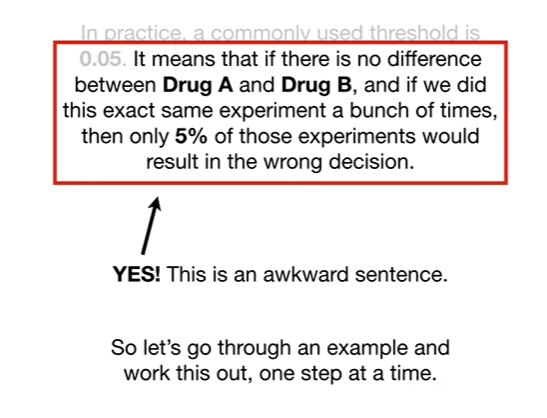 In practice, a commonly used threshold is
0.05. It means that if there is no difference
between Drug A and Drug B, and if we did
this exact same experiment a bunch of times,
then only 5% of those experiments would
result in the wrong decision.
YES! This is an awkward sentence.
So let’s go through an example and
work this out, one step at a time.